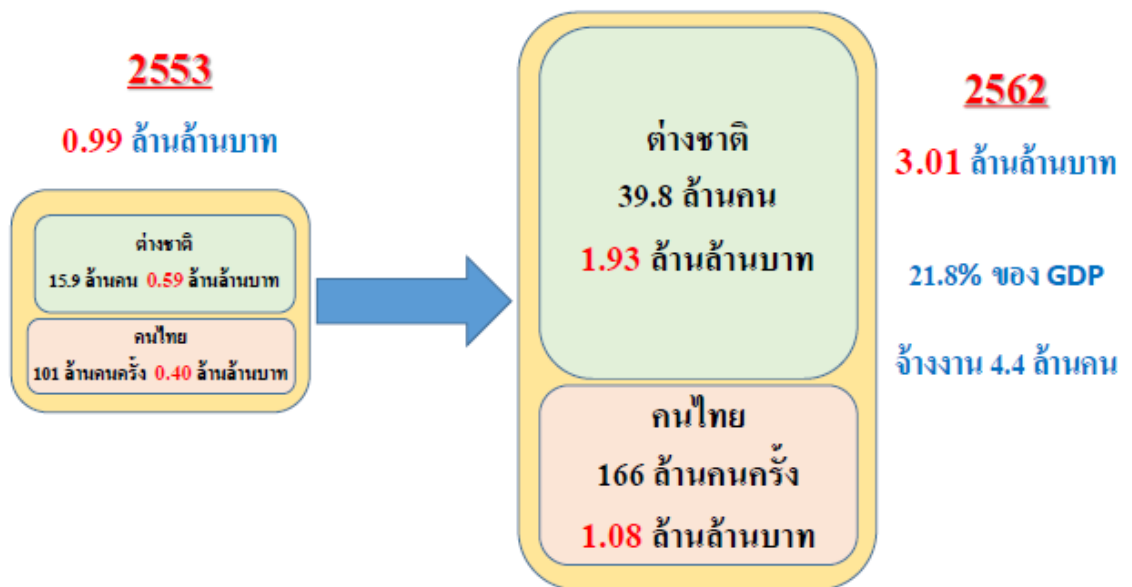 2553
0.99 ล้านล้านบาท
ต่างชาติ
15.9 ล้านคน 0.59 ล้านล้านบาท
คนไทย
101 ล้านคนครั้ง 0.40 ล้านล้านบาท
ต่างชาติ
39.8 ล้านคน
1.93 ล้านล้านบาท
คนไทย
166 ล้านคนครั้ง
1.08 ล้านล้านบาท
2562
3.01 ล้านล้านบาท
21.8% ของ GDP
จ้างงาน 4.4 ล้านคน